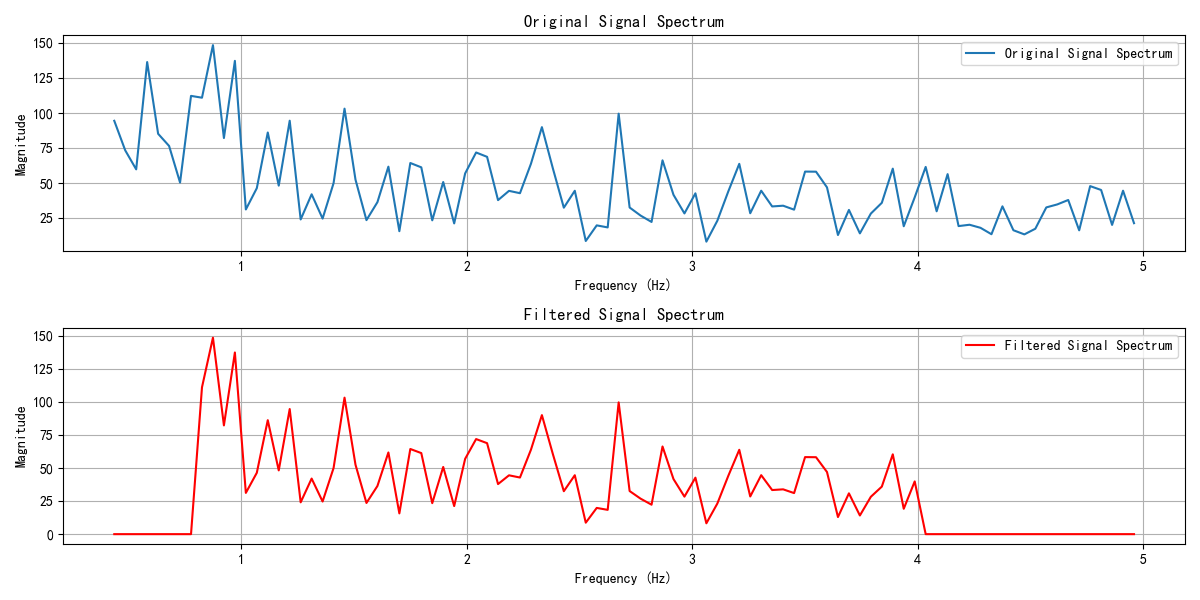 Original Signal Spectrum
150
125
100
75
50
25
Magnitude
Original Signal Spectrum
1
2
3
4
5
Frequency (Hz)
Filtered Signal Spectrum
150
125
100
75
50
25
0
Magnitude
Filtered Signal Spectrum
1
2
3
4
5
Frequency (Hz)